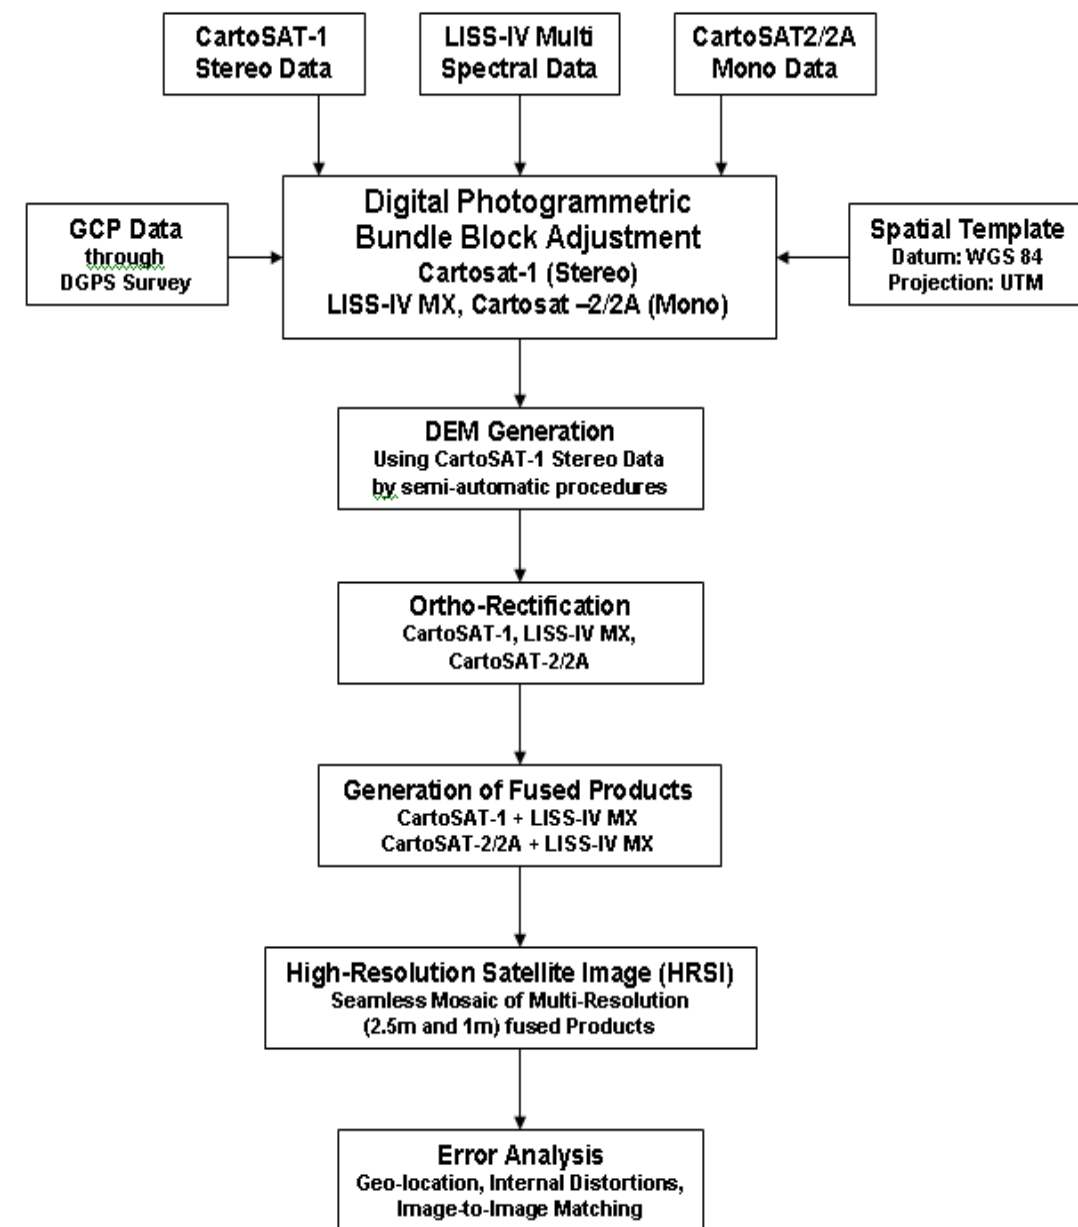 CartoSAT-1
Stereo Data
LISS-IV Multi
Spectral Data
CartoSAT2/2A
Mono Data
GCP Data
through
DGPS Survey
Digital Photogrammetric
Bundle Block Adjustment
Cartosat-1 (Stereo)
LISS-IV MX, Cartosat –2/2A (Mono)
Spatial Template
Datum: WGS 84
Projection: UTM
DEM Generation
Using CartoSAT-1 Stereo Data
by semi-automatic procedures
Ortho-Rectification
CartoSAT-1, LISS-IV MX,
CartoSAT-2/2A
Generation of Fused Products
CartoSAT-1 + LISS-IV MX
CartoSAT-2/2A + LISS-IV MX
High-Resolution Satellite Image (HRSI)
Seamless Mosaic of Multi-Resolution
(2.5m and 1m) fused Products
Error Analysis
Geo-location, Internal Distortions,
Image-to-Image Matching